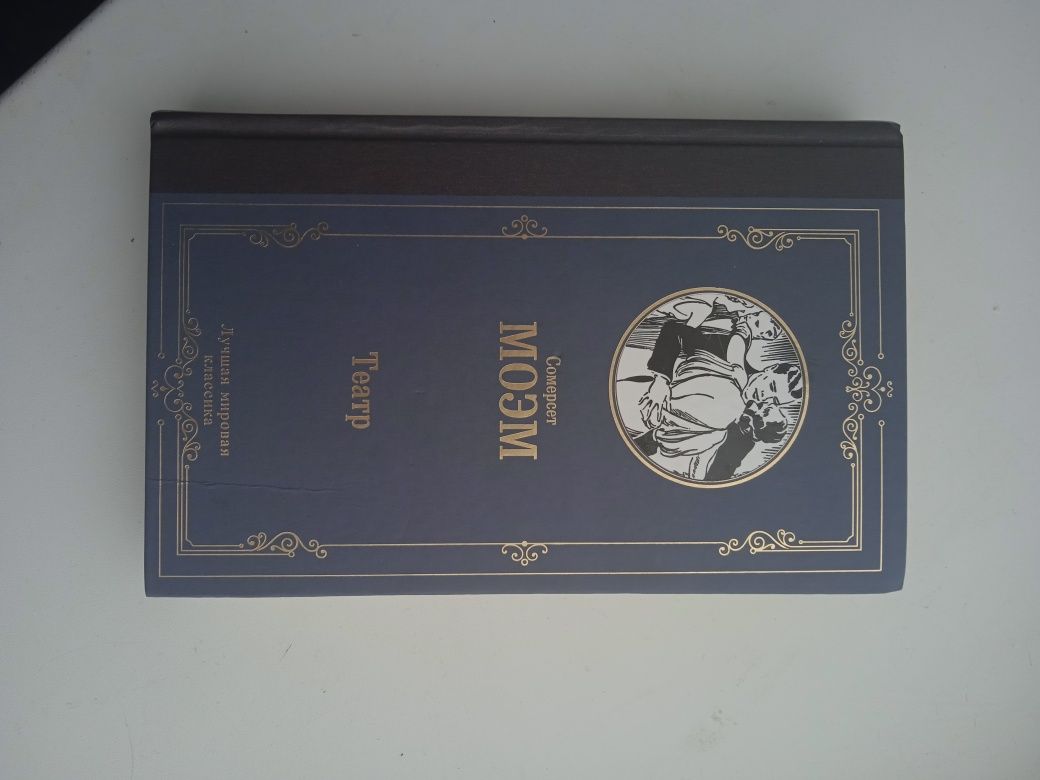 Сомерсет
МОЭМ
Театр
Лучшая мировая
классика